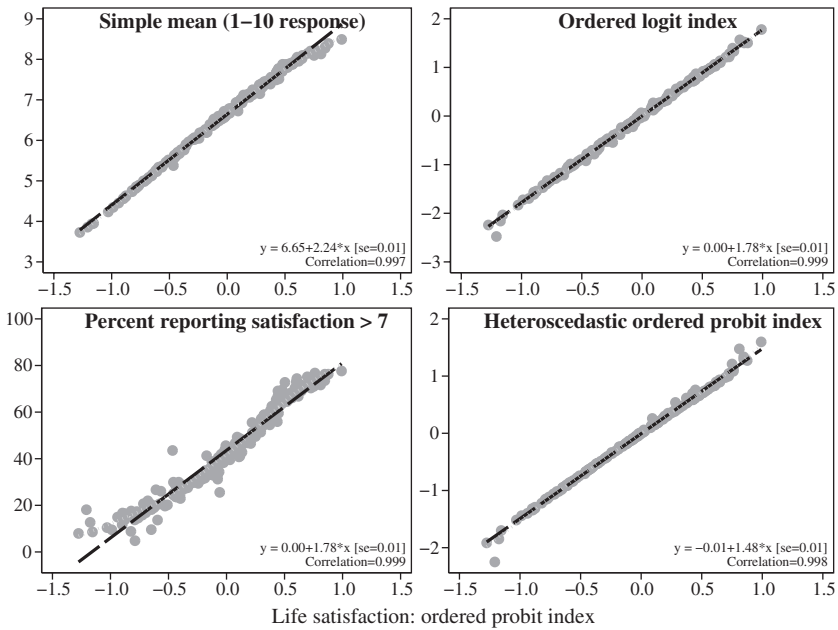 Simple mean (1–10 response)
9
8
7
6
5
4
3
y = 6.65+2.24*x [se=0.01]
Correlation=0.997
−1.5 −1.0 −0.5 0.0 0.5 1.0 1.5
Ordered logit index
2
1
0
−1
−2
−3
y = 0.00+1.78*x [se=0.01]
Correlation=0.999
−1.5 −1.0 −0.5 0.0 0.5 1.0 1.5
Percent reporting satisfaction > 7
100
80
60
40
20
0
y = 0.00+1.78*x [se=0.01]
Correlation=0.999
−1.5 −1.0 −0.5 0.0 0.5 1.0 1.5
Heteroscedastic ordered probit index
2
1
0
−1
−2
y = −0.01+1.48*x [se=0.01]
Correlation=0.998
−1.5 −1.0 −0.5 0.0 0.5 1.0 1.5
Life satisfaction: ordered probit index